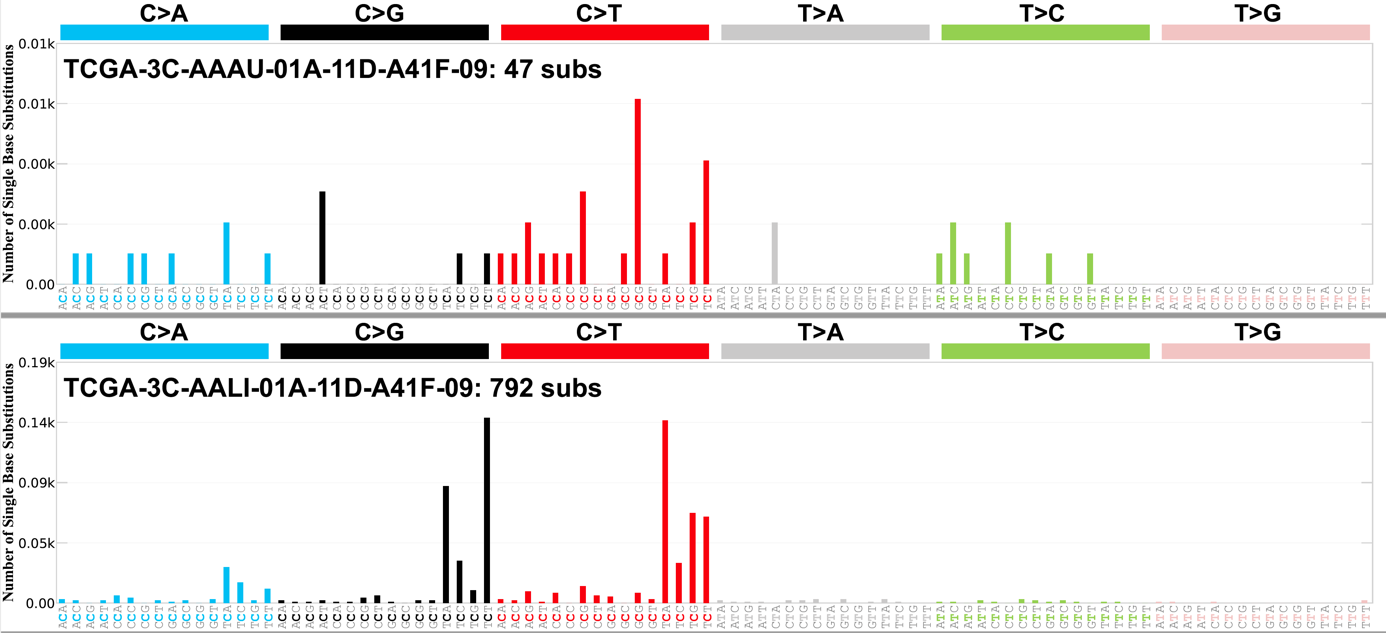 C>A C>G C>T T>A T>C T>G
Number of Single Base Substitutions
0.01k
TCGA-3C-AAAU-01A-11D-A41F-09: 47 subs
0.01k
0.00k
0.00k
0.00
ACA ACC ACG ACT CCA CCC CCG CCT GCA GCC GCG GCT TCA TCC TCG TCT ACA ACC ACG ACT CCA CCC CCG CCT GCA GCC GCG GCT TCA TCC TCG TCT ACA ACC ACG ACT CCA CCC CCG CCT GCA GCC GCG GCT TCA TCC TCG TCT ATA ATC ATG ATT CTA CTC CTG CTT GTA GTC GTG GTT TTA TTC TTG TTT ATA ATC ATG ATT CTA CTC CTG CTT GTA GTC GTG GTT TTA TTC TTG TTT ATA ATC ATG ATT CTA CTC CTG CTT GTA GTC GTG GTT TTA TTC TTG TTT
C>A C>G C>T T>A T>C T>G
Number of Single Base Substitutions
0.19k
TCGA-3C-AALI-01A-11D-A41F-09: 792 subs
0.14k
0.09k
0.05k
0.00
ACA ACC ACG ACT CCA CCC CCG CCT GCA GCC GCG GCT TCA TCC TCG TCT ACA ACC ACG ACT CCA CCC CCG CCT GCA GCC GCG GCT TCA TCC TCG TCT ACA ACC ACG ACT CCA CCC CCG CCT GCA GCC GCG GCT TCA TCC TCG TCT ATA ATC ATG ATT CTA CTC CTG CTT GTA GTC GTG GTT TTA TTC TTG TTT ATA ATC ATG ATT CTA CTC CTG CTT GTA GTC GTG GTT TTA TTC TTG TTT ATA ATC ATG ATT CTA CTC CTG CTT GTA GTC GTG GTT TTA TTC TTG TTT